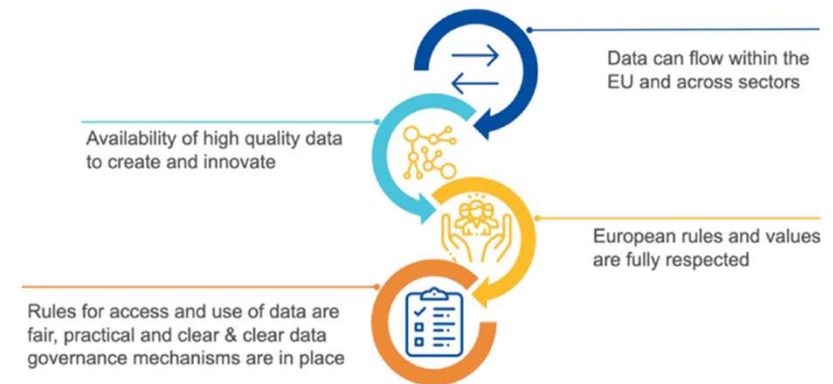 Data can flow within the
EU and across sectors
Availability of high quality data
to create and innovate
European rules and values
are fully respected
Rules for access and use of data are
fair, practical and clear & clear data
governance mechanisms are in place